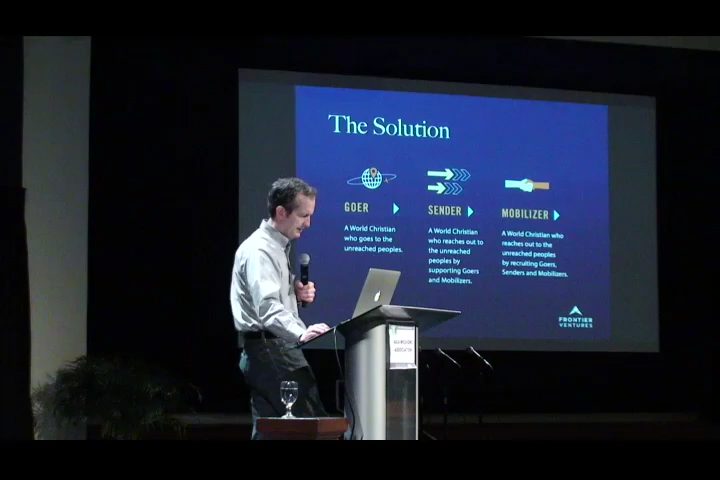 The Solution
GOER
A World Christian
who goes to the
unreached peoples.
SENDER
A World Christian
who reaches out to
the unreached
peoples by
supporting Goers
and Mobilizers.
MOBILIZER
A World Christian who
reaches out to the
unreached peoples
by recruiting Goers,
Senders and Mobilizers.
FRONTIER
VENTURES
ASSOCIATION